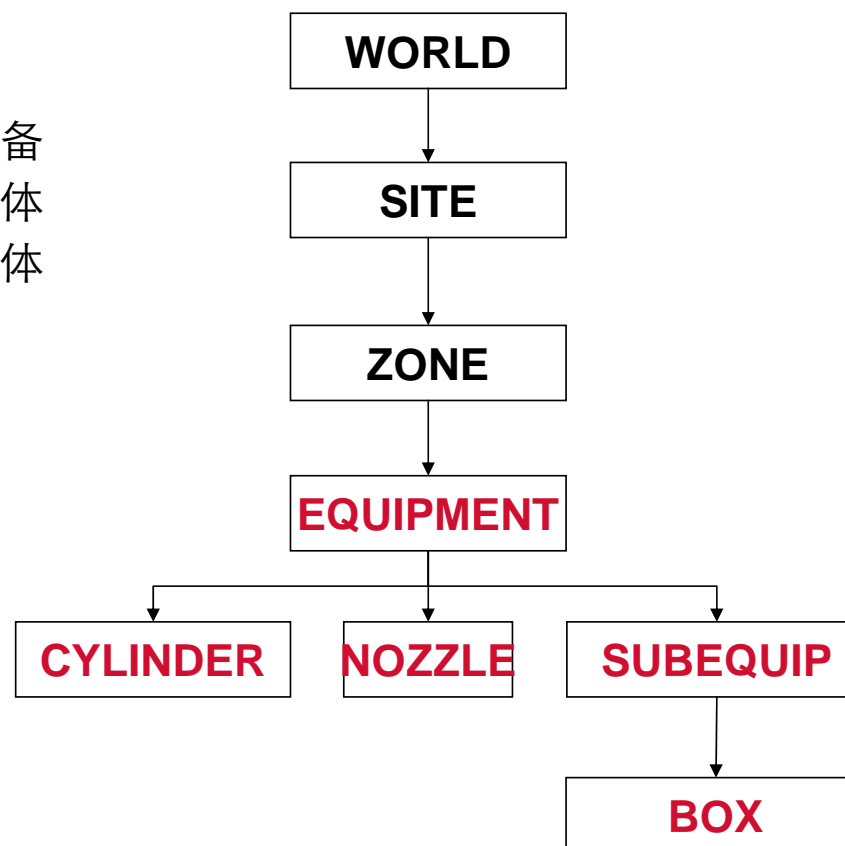 WORLD
备
体
SITE
体
ZONE
EQUIPMENT
CYLINDER
NOZZLE
SUBEQUIP
BOX